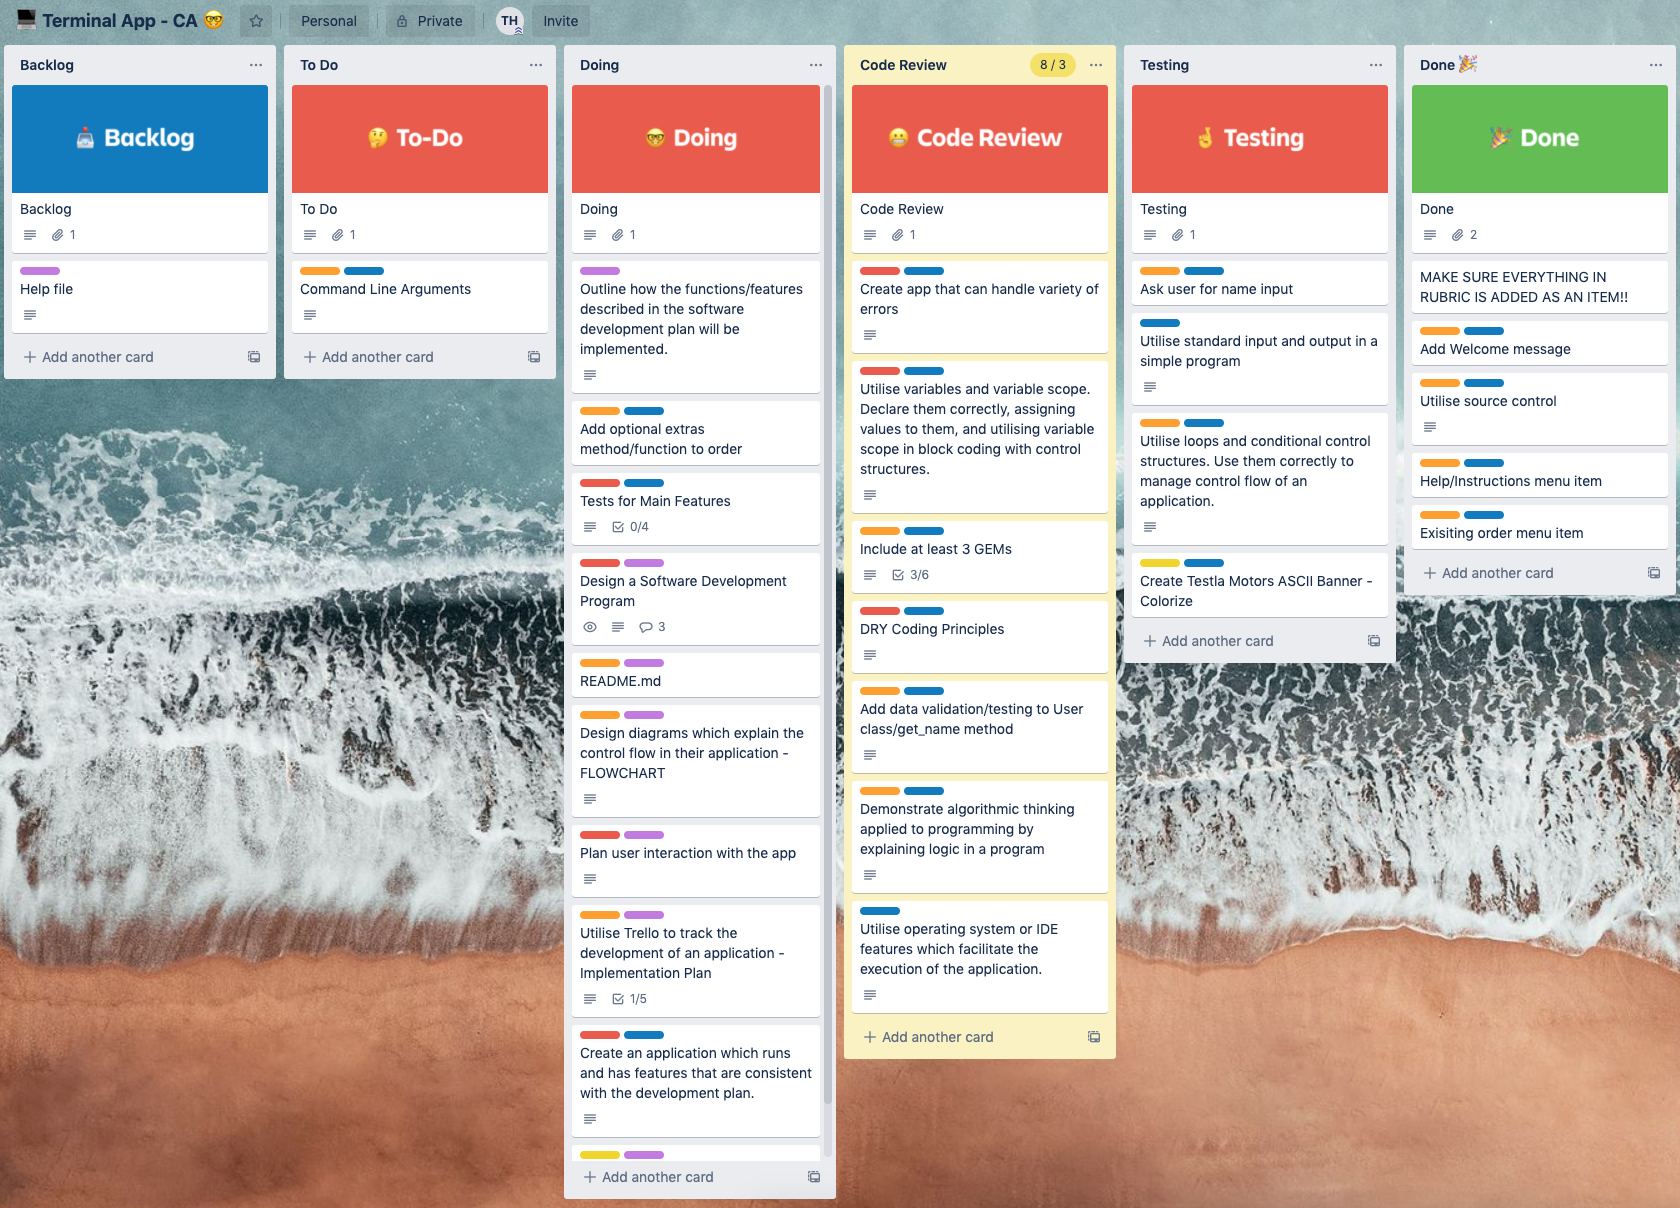 Terminal App - CA
Personal
Private
TH
Invite
Backlog
Backlog
Backlog
1
Help file
Add another card
To Do
To-Do
To Do
1
Command Line Arguments
Add another card
Doing
Doing
Doing
1
Outline how the functions/features
described in the software
development plan will be
implemented.
Add optional extras
method/function to order
Tests for Main Features
0/4
Design a Software Development
Program
3
README.md
Design diagrams which explain the
control flow in their application -
FLOWCHART
Plan user interaction with the app
Utilise Trello to track the
development of an application -
Implementation Plan
1/5
Create an application which runs
and has features that are consistent
with the development plan.
Add another card
Code Review
8 / 3
Code Review
Code Review
1
Create app that can handle variety of
errors
Utilise variables and variable scope.
Declare them correctly, assigning
values to them, and utilising variable
scope in block coding with control
structures.
Include at least 3 GEMs
3/6
DRY Coding Principles
Add data validation/testing to User
class/get_name method
Demonstrate algorithmic thinking
applied to programming by
explaining logic in a program
Utilise operating system or IDE
features which facilitate the
execution of the application.
Add another card
Testing
Testing
Testing
1
Ask user for name input
Utilise standard input and output in a
simple program
Utilise loops and conditional control
structures. Use them correctly to
manage control flow of an
application.
Create Testla Motors ASCII Banner -
Colorize
Add another card
Done
Done
Done
2
MAKE SURE EVERYTHING IN
RUBRIC IS ADDED AS AN ITEM!!
Add Welcome message
Utilise source control
Help/Instructions menu item
Exisiting order menu item
Add another card